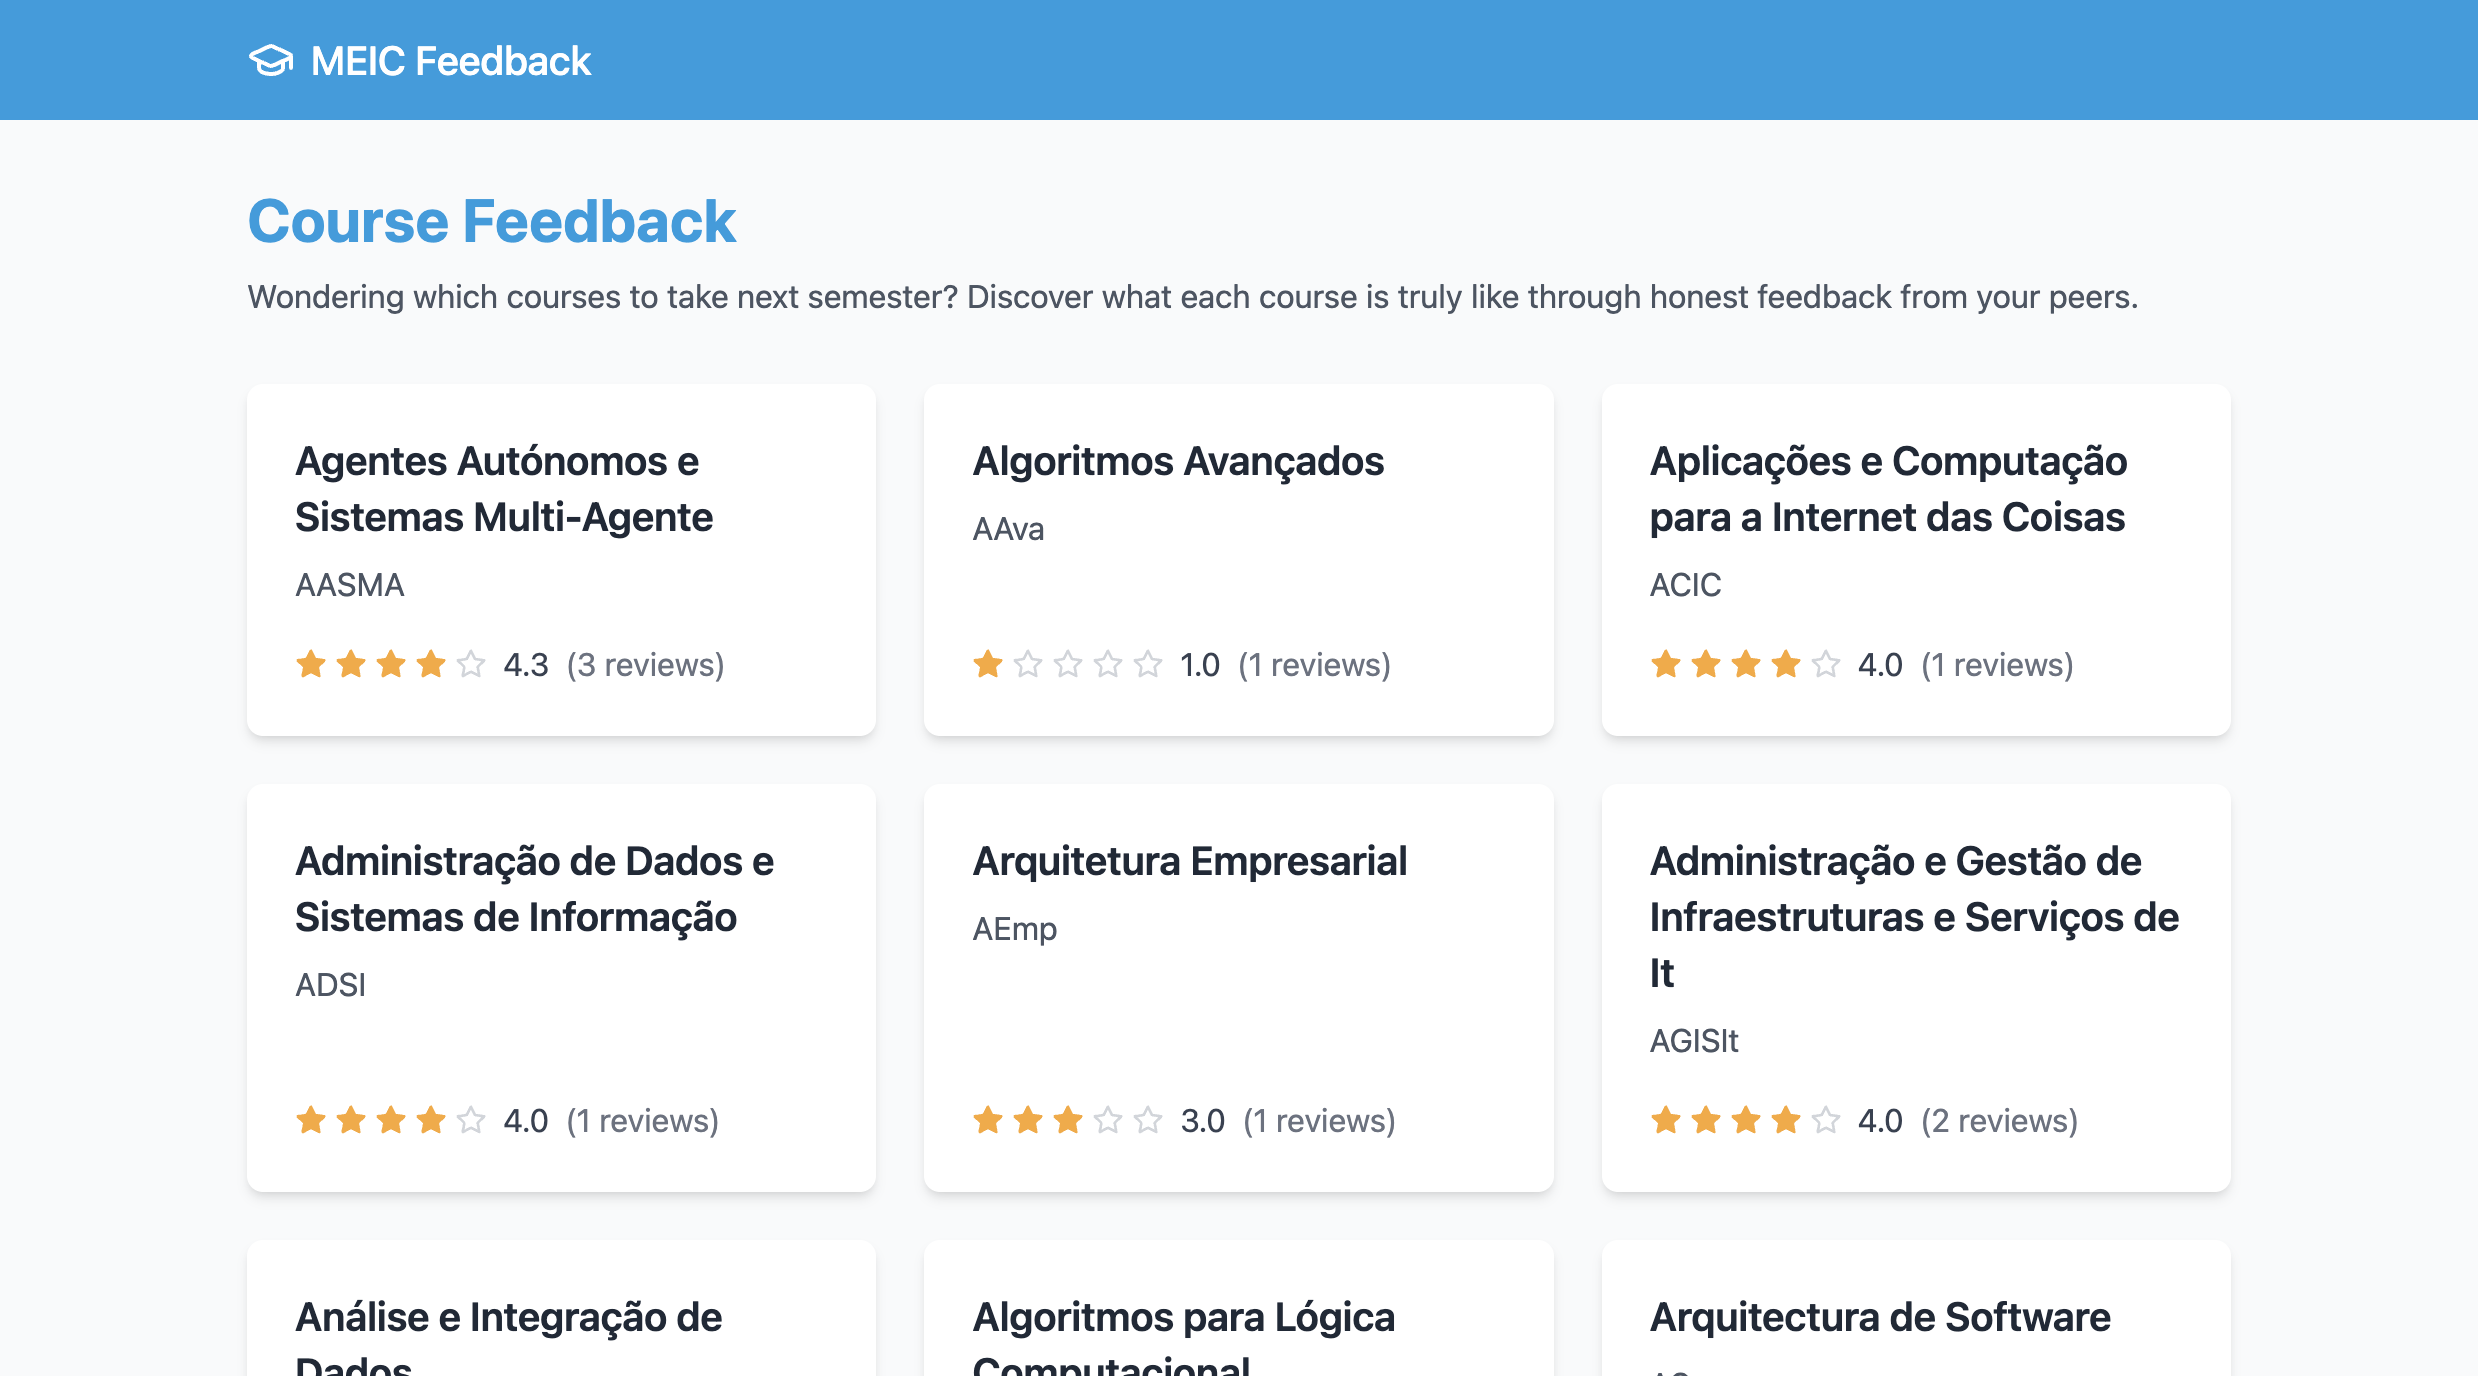 MEIC Feedback
Course Feedback
Wondering which courses to take next semester? Discover what each course is truly like through honest feedback from your peers.
Agentes Autónomos e
Sistemas Multi-Agente
AASMA
4.3 (3 reviews)
Algoritmos Avançados
AAva
1.0 (1 reviews)
Aplicações e Computação
para a Internet das Coisas
ACIC
4.0 (1 reviews)
Administração de Dados e
Sistemas de Informação
ADSI
4.0 (1 reviews)
Arquitetura Empresarial
AEmp
3.0 (1 reviews)
Administração e Gestão de
Infraestruturas e Serviços de
It
AGISIt
4.0 (2 reviews)
Análise e Integração de
Dados
Algoritmos para Lógica
Computacional
Arquitectura de Software